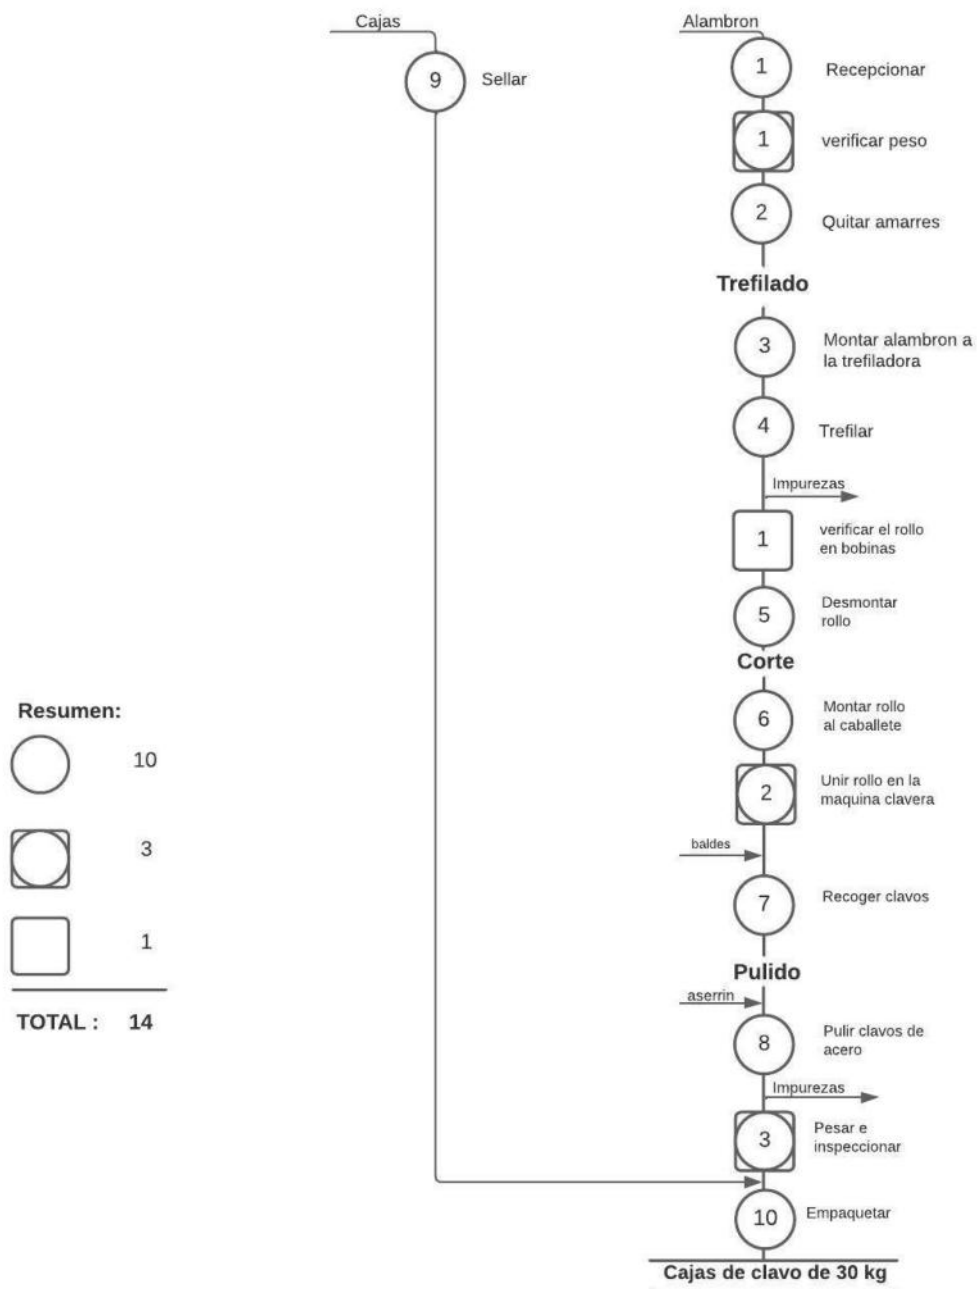 Cajas
9
Sellar
Alambron
1
Recepcionar
1
verificar peso
2
Quitar amarres
Trefilado
3
Montar alambron a
la trefiladora
4
Trefilar
Impurezas
1
verificar el rollo
en bobinas
5
Desmontar
rollo
Corte
6
Montar rollo
al caballete
2
Unir rollo en la
maquina clavera
baldes
7
Recoger clavos
Pulido
aserrin
8
Pulir clavos de
acero
Impurezas
3
Pesar e
inspeccionar
10
Empaquetar
Cajas de clavo de 30 kg
Resumen:
10
3
1
TOTAL : 14